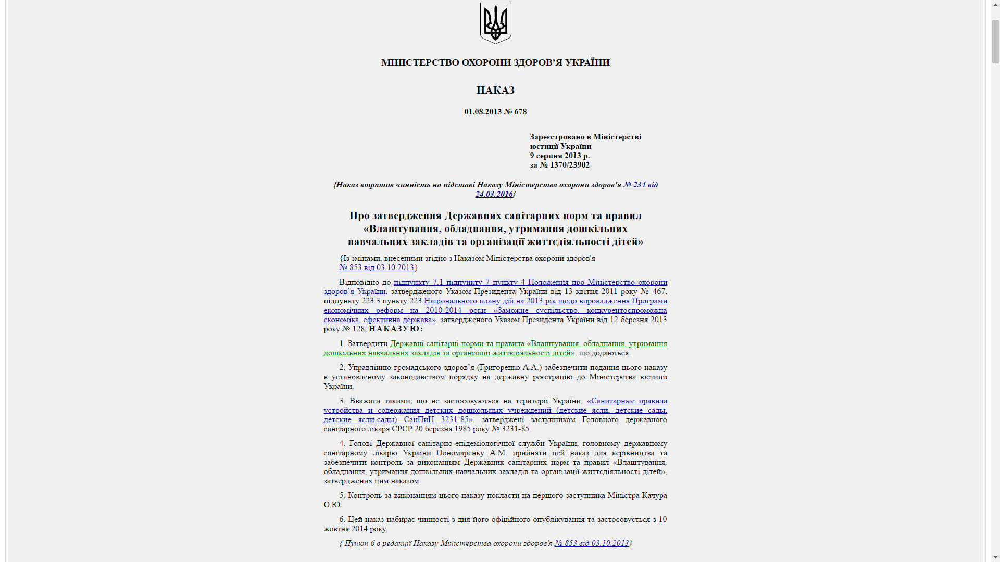 МІНІСТЕРСТВО ОХОРОНИ ЗДОРОВ’Я УКРАЇНИ
НАКАЗ
01.08.2013 № 678
Зареєстровано в Міністерстві
юстиції України
9 серпня 2013 р.
за № 1370/23902
{Наказ втратив чинність на підставі Наказу Міністерства охорони здоров'я № 234 від
24.03.2016}
Про затвердження Державних санітарних норм та правил
«Влаштування, обладнання, утримання дошкільних
навчальних закладів та організації життєдіяльності дітей»
{Із змінами, внесеними згідно з Наказом Міністерства охорони здоров'я
№ 853 від 03.10.2013}
Відповідно до підпункту 7.1 підпункту 7 пункту 4 Положення про Міністерство охорони
здоров’я України, затвердженого Указом Президента України від 13 квітня 2011 року № 467,
підпункту 223.3 пункту 223 Національного плану дій на 2013 рік щодо впровадження Програми
економічних реформ на 2010-2014 роки «Заможне суспільство, конкурентоспроможна
економіка, ефективна держава», затвердженого Указом Президента України від 12 березня 2013
року № 128, НАКАЗУЮ:
1. Затвердити Державні санітарні норми та правила «Влаштування, обладнання, утримання
дошкільних навчальних закладів та організації життєдіяльності дітей», що додаються.
2. Управлінню громадського здоров’я (Григоренко А.А.) забезпечити подання цього наказу
в установленому законодавством порядку на державну реєстрацію до Міністерства юстиції
України.
3. Вважати такими, що не застосовуються на території України, «Санитарные правила
устройства и содержания детских дошкольных учреждений (детские ясли, детские сады,
детские ясли-сады) СанПиН 3231-85», затверджені заступником Головного державного
санітарного лікаря СРСР 20 березня 1985 року № 3231-85.
4. Голові Державної санітарно-епідеміологічної служби України, головному державному
санітарному лікарю України Пономаренку А.М. прийняти цей наказ для керівництва та
забезпечити контроль за виконанням Державних санітарних норм та правил «Влаштування,
обладнання, утримання дошкільних навчальних закладів та організації життєдіяльності дітей»,
затверджених цим наказом.
5. Контроль за виконанням цього наказу покласти на першого заступника Міністра Качура
О.Ю.
6. Цей наказ набирає чинності з дня його офіційного опублікування та застосовується з 10
жовтня 2014 року.
{ Пункт 6 в редакції Наказу Міністерства охорони здоров'я № 853 від 03.10.2013}